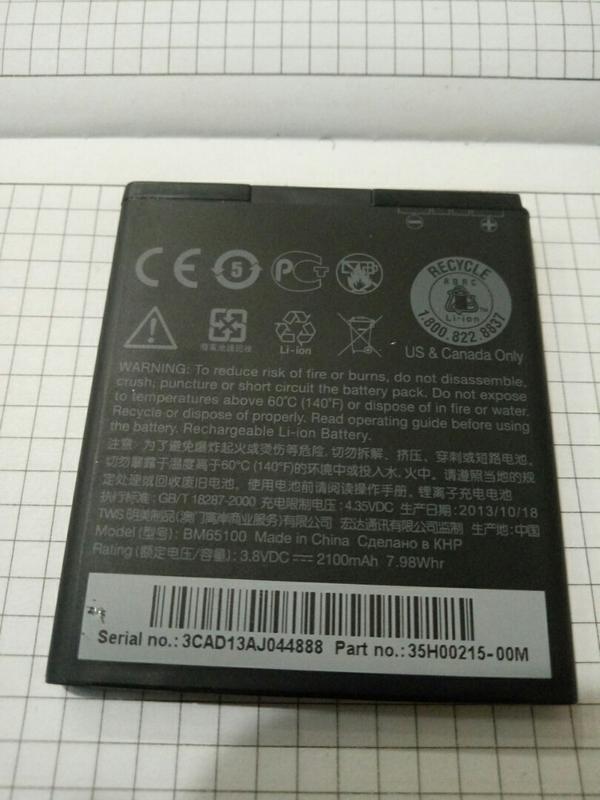 RECYCLE
RBRC
Li-ion
1.800.822.8837
5
廢電池請回收
Li-ion
US & Canada Only
WARNING: To reduce risk of fire or burns, do not disassemble,
crush, puncture or short circuit the battery pack. Do not expose
to temperatures above 60°C (140°F) or dispose of in fire or water.
Recycle or dispose of properly. Read operating guide before using
the battery. Rechargeable Li-ion Battery.
注意: 为了避免爆炸起火或烫伤等危险, 切勿拆解、挤压、穿刺或短路电池,
切勿暴露于温度高于60°C (140°F)的环境中或投入水, 火中。请遵照当地的规
定处理或回收废旧电池。使用电池前请阅读操作手册。锂离子充电电池
执行标准: GB/T 18287-2000 充电限制电压: 4.35VDC 生产日期: 2013/10/18
TWS 明美制品(澳门离岸商业服务)有限公司 宏达通讯有限公司监制 生产地: 中国
Model (型号): BM65100 Made in China Сделано в КНР
Rating (额定电压/容量): 3.8VDC 2100mAh 7.98Whr
Serial no.: 3CAD13AJ044888 Part no.: 35H00215-00M